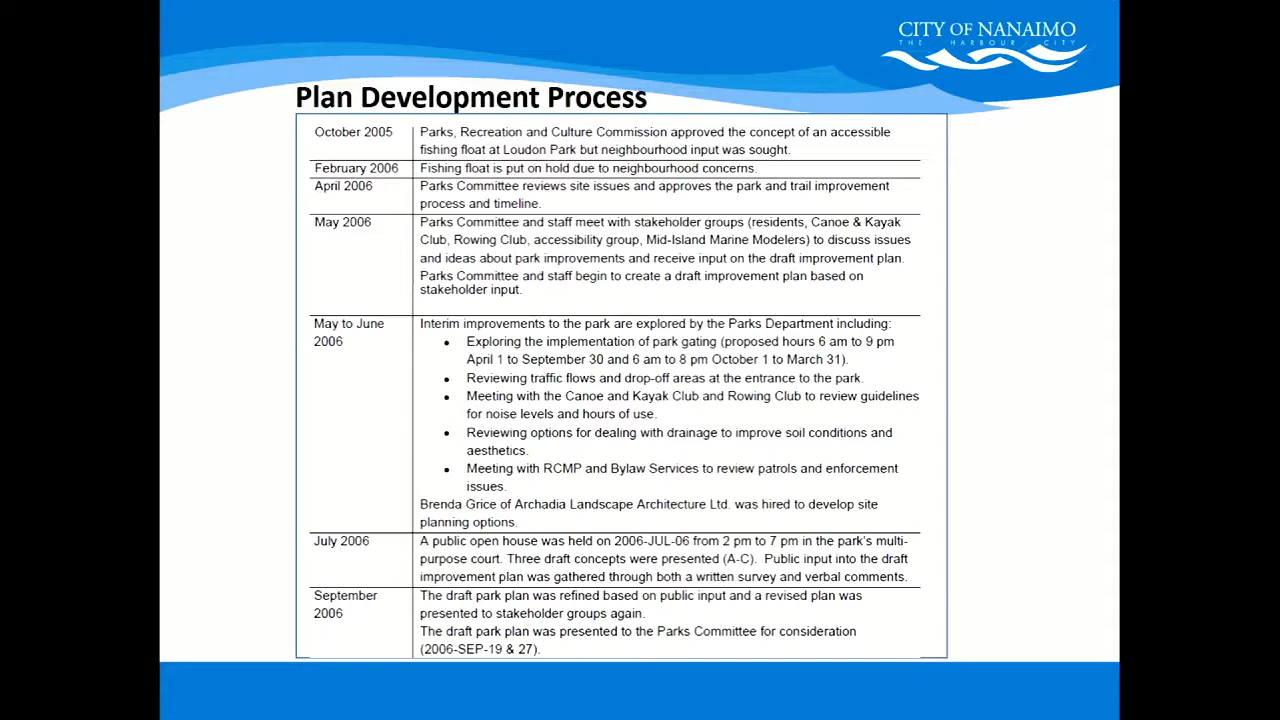 CITY OF NANAIMO
THE HARBOUR CITY
Plan Development Process
October 2005
Parks, Recreation and Culture Commission approved the concept of an accessible
fishing float at Loudon Park but neighbourhood input was sought.
February 2006
Fishing float is put on hold due to neighbourhood concerns.
April 2006
Parks Committee reviews site issues and approves the park and trail improvement
process and timeline.
May 2006
Parks Committee and staff meet with stakeholder groups (residents, Canoe & Kayak
Club, Rowing Club, accessibility group, Mid-Island Marine Modelers) to discuss issues
and ideas about park improvements and receive input on the draft improvement plan.
Parks Committee and staff begin to create a draft improvement plan based on
stakeholder input.
May to June
2006
Interim improvements to the park are explored by the Parks Department including:
• Exploring the implementation of park gating (proposed hours 6 am to 9 pm
April 1 to September 30 and 6 am to 8 pm October 1 to March 31).
• Reviewing traffic flows and drop-off areas at the entrance to the park.
• Meeting with the Canoe and Kayak Club and Rowing Club to review guidelines
for noise levels and hours of use.
• Reviewing options for dealing with drainage to improve soil conditions and
aesthetics.
• Meeting with RCMP and Bylaw Services to review patrols and enforcement
issues.
Brenda Grice of Archadia Landscape Architecture Ltd. was hired to develop site
planning options.
July 2006
A public open house was held on 2006-JUL-06 from 2 pm to 7 pm in the park's multi-
purpose court. Three draft concepts were presented (A-C). Public input into the draft
improvement plan was gathered through both a written survey and verbal comments.
September
2006
The draft park plan was refined based on public input and a revised plan was
presented to stakeholder groups again.
The draft park plan was presented to the Parks Committee for consideration
(2006-SEP-19 & 27).